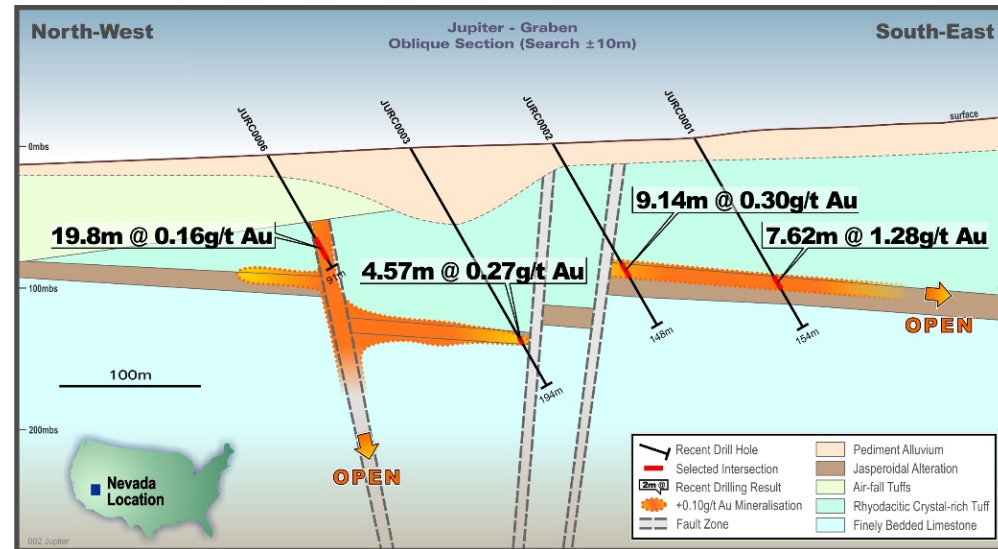 North-West
Jupiter - Graben
Oblique Section (Search ±10m)
South-East
surface
JURC0006
JURC0003
JURC0002
JURC0001
0mbs
19.8m @ 0.16g/t Au
4.57m @ 0.27g/t Au
9.14m @ 0.30g/t Au
7.62m @ 1.28g/t Au
91m
100mbs
OPEN
148m
154m
100m
194m
200mbs
OPEN
Nevada
Location
Recent Drill Hole
Selected Intersection
2m @
Recent Drilling Result
+0.10g/t Au Mineralisation
Fault Zone
Pediment Alluvium
Jasperoidal Alteration
Air-fall Tuffs
Rhyodacitic Crystal-rich Tuff
Finely Bedded Limestone
002 Jupiter